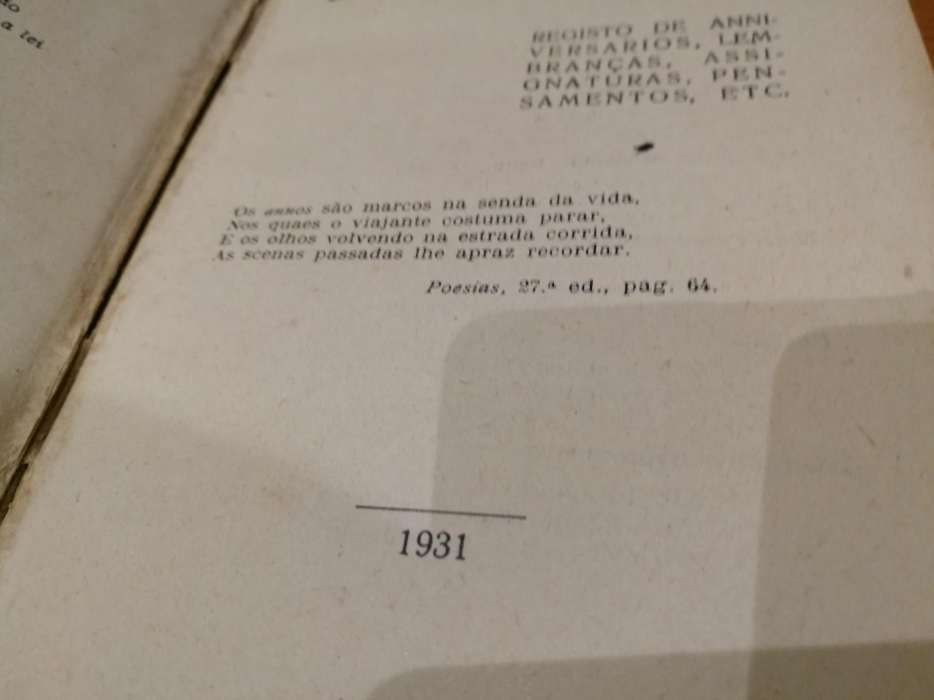 ão
a lei
REGISTO DE ANNI-
VERSARIOS, LEM-
BRANÇAS, ASSI-
GNATURAS, PEN-
SAMENTOS, ETC.
Os annos são marcos na senda da vida,
Nos quaes o viajante costuma parar,
E os olhos volvendo na estrada corrida,
As scenas passadas lhe apraz recordar.
Poesias, 27.ª ed., pag. 64.
1931